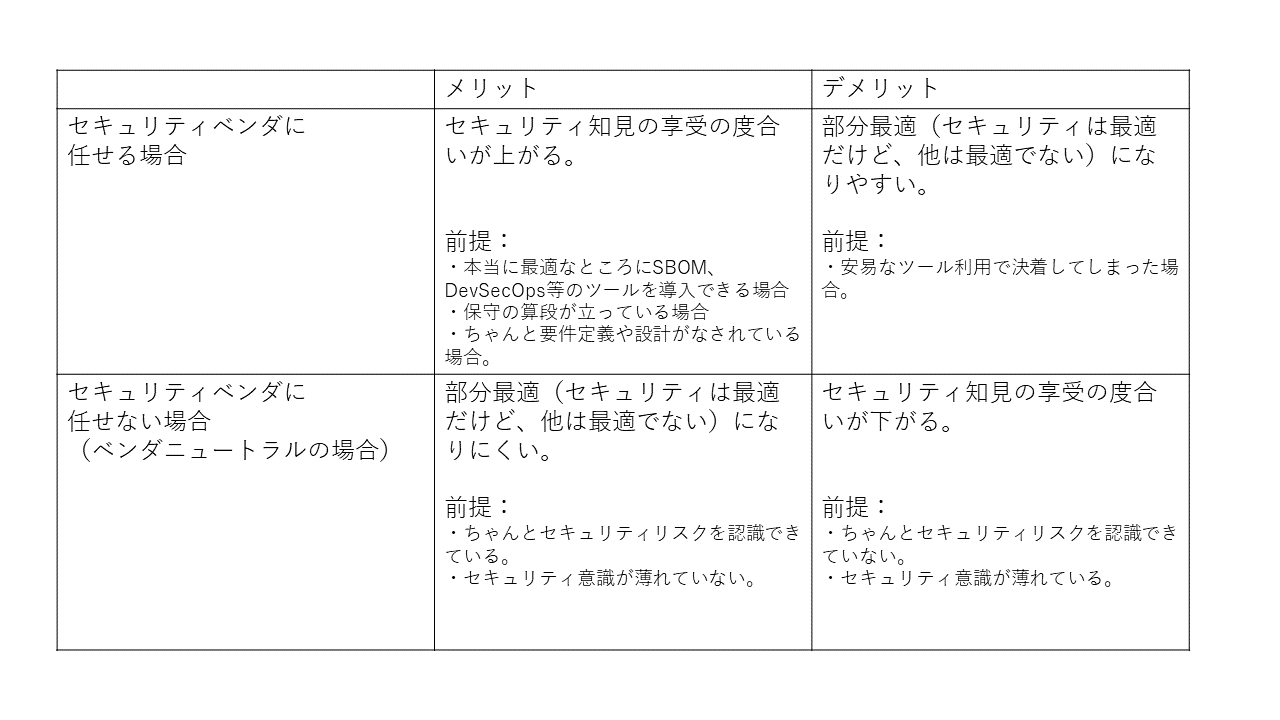 メリット
デメリット
セキュリティベンダに
任せる場合
セキュリティ知見の享受の度合
いが上がる。
前提：
・本当に最適なところにSBOM、
DevSecOps等のツールを導入できる場合
・保守の算段が立っている場合
・ちゃんと要件定義や設計がなされている
場合。
部分最適（セキュリティは最適
だけど、他は最適でない）にな
りやすい。
前提：
・安易なツール利用で決着してしまった場
合。
セキュリティベンダに
任せない場合
（ベンダニュートラルの場合）
部分最適（セキュリティは最適
だけど、他は最適でない）にな
りにくい。
前提：
・ちゃんとセキュリティリスクを認識でき
ている。
・セキュリティ意識が薄れていない。
セキュリティ知見の享受の度合
いが下がる。
前提：
・ちゃんとセキュリティリスクを認識でき
ていない。
・セキュリティ意識が薄れている。